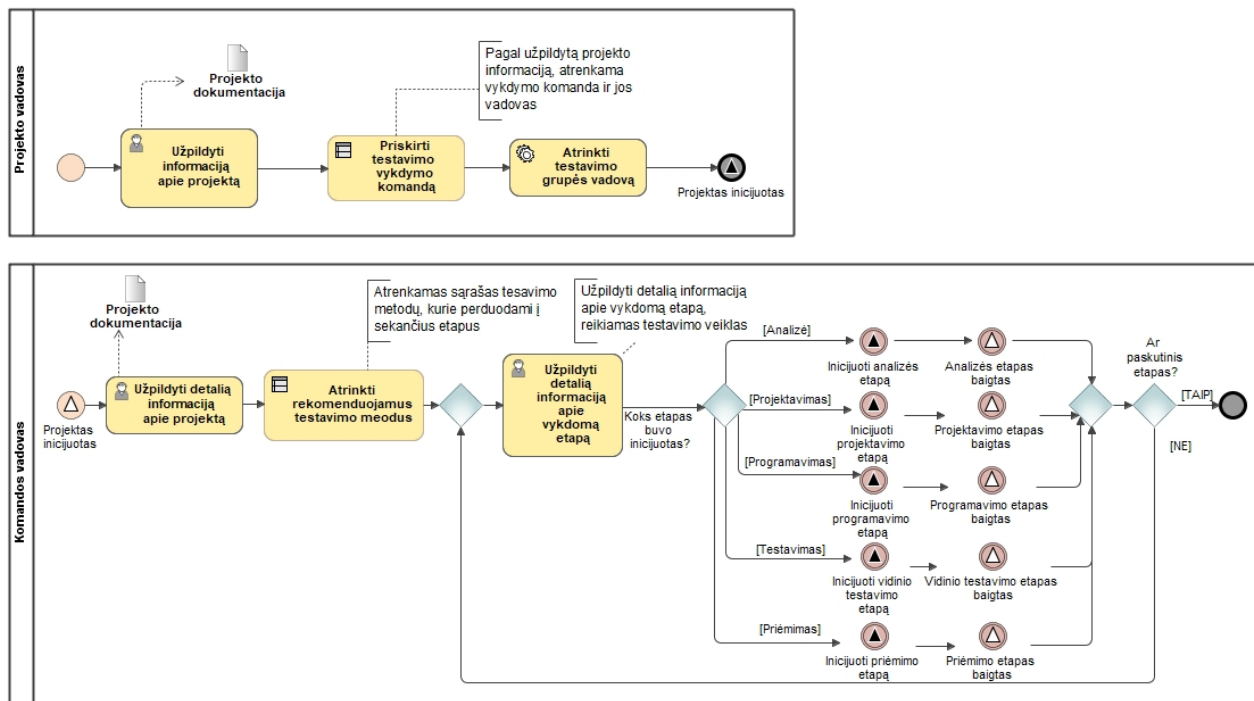 Projekto vadovas
Projekto
dokumentacija
Pagal užpildytą projekto
informaciją, atrenkama
vykdymo komanda ir jos
vadovas
Užpildyti
informaciją
apie projektą
Priskirti
testavimo
vykdymo
komandą
Atrinkti
testavimo
grupės vadovą
Projektas inicijuotas
Komandos vadovas
Projekto
dokumentacija
Atrenkamas sąrašas tesavimo
metodų, kurie perduodami į
sekančius etapus
Užpildyti detalią informaciją
apie vykdomą etapą,
reikiamas testavimo veiklas
Projektas
inicijuotas
Užpildyti detalią
informaciją
apie projektą
Atrinkti
rekomenduojamus
testavimo meodus
Užpildyti
detalią
informaciją
apie
vykdomą
etapą
Koks etapas
buvo
inicijuotas?
[Analizė]
Inicijuoti analizės
etapą
Analizės etapas
baigtas
[Projektavimas]
Inicijuoti
projektavimo
etapą
Projektavimo etapas
baigtas
[Programavimas]
Inicijuoti
programavimo
etapą
Programavimo etapas
baigtas
[Testavimas]
Inicijuoti vidinio
testavimo
etapą
Vidinio testavimo etapas
baigtas
[Priėmimas]
Inicijuoti priėmimo
etapą
Priėmimo etapas
baigtas
Ar
paskutinis
etapas?
[TAIP]
[NE]